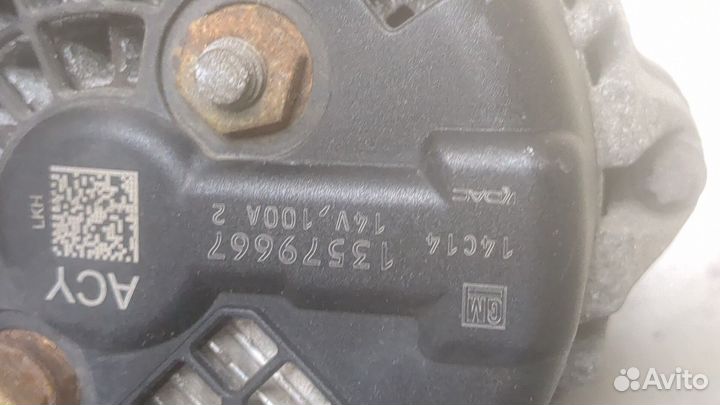 GM
14C14
13579667
14V, 100A 2
LKH
ACY
Avito